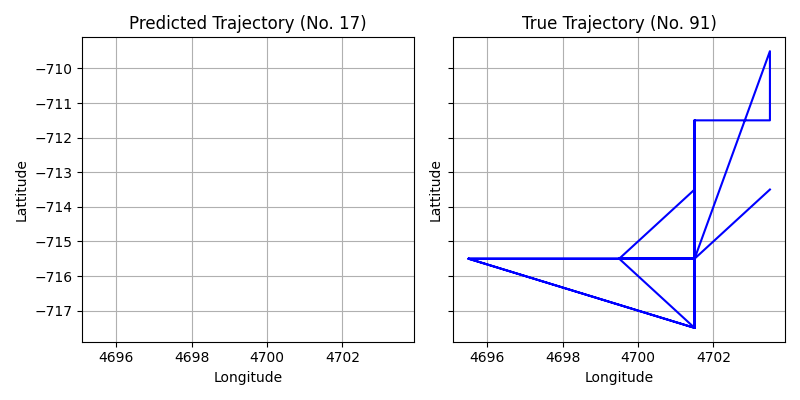 Predicted Trajectory (No. 17)
True Trajectory (No. 91)
Lattitude
−710
−711
−712
−713
−714
−715
−716
−717
4696
4698
4700
4702
Longitude
Lattitude
4696
4698
4700
4702
Longitude